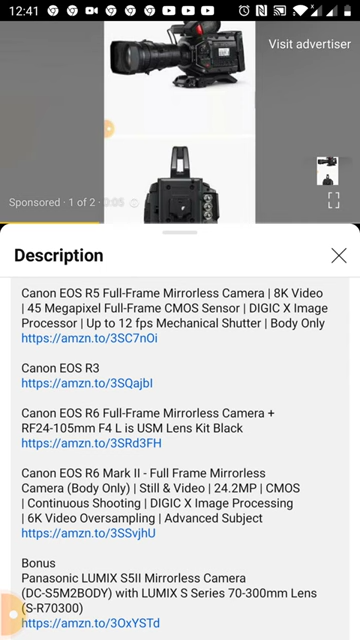 12:41
Visit advertiser
Sponsored · 1 of 2 · 0:05
Description
Canon EOS R5 Full-Frame Mirrorless Camera | 8K Video
| 45 Megapixel Full-Frame CMOS Sensor | DIGIC X Image
Processor | Up to 12 fps Mechanical Shutter | Body Only
https://amzn.to/3SC7nOi
Canon EOS R3
https://amzn.to/3SQajbI
Canon EOS R6 Full-Frame Mirrorless Camera +
RF24-105mm F4 L is USM Lens Kit Black
https://amzn.to/3SRd3FH
Canon EOS R6 Mark II - Full Frame Mirrorless
Camera (Body Only) | Still & Video | 24.2MP | CMOS
| Continuous Shooting | DIGIC X Image Processing
| 6K Video Oversampling | Advanced Subject
https://amzn.to/3SSvjhU
Bonus
Panasonic LUMIX S5II Mirrorless Camera
(DC-S5M2BODY) with LUMIX S Series 70-300mm Lens
(S-R70300)
https://amzn.to/3OxYSTd